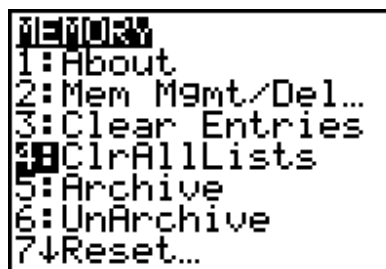 MEMORY
1:About
2:Mem Mgmt/Del…
3:Clear Entries
4:ClrAllLists
5:Archive
6:UnArchive
7↓Reset…